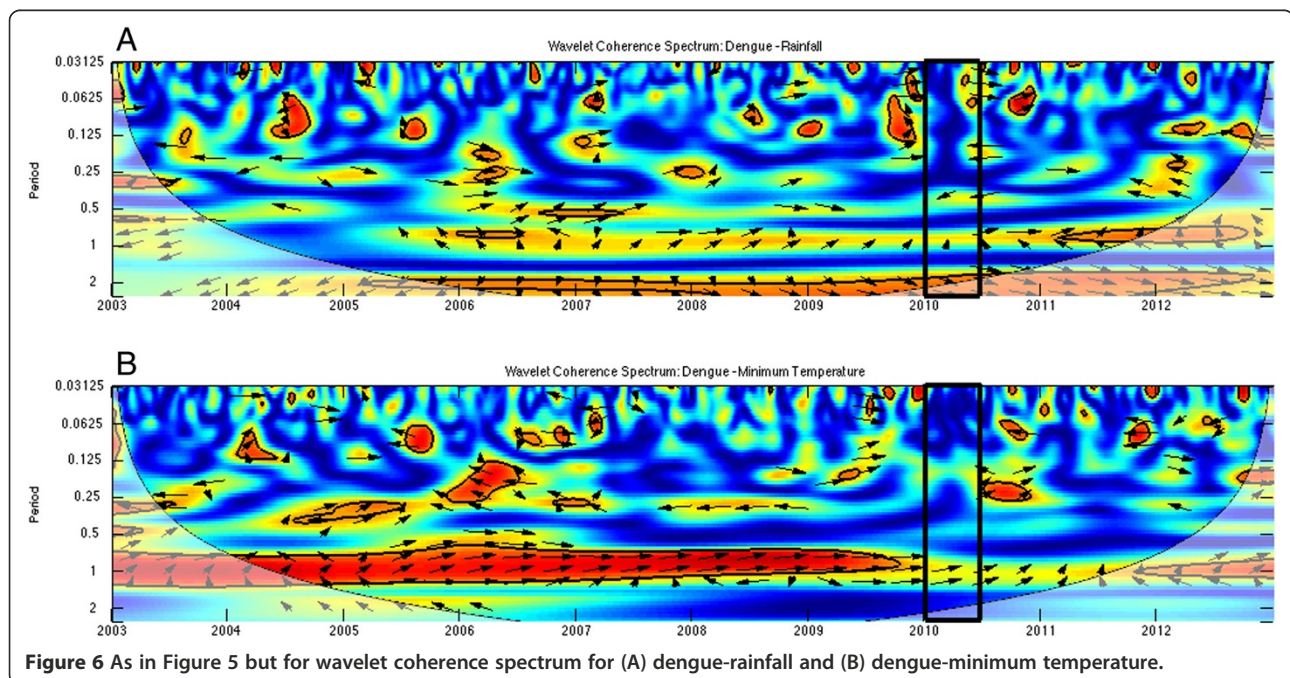 A
Wavelet Coherence Spectrum: Dengue -Rainfall
Period
0.03125
0.0625
0.125
0.25
0.5
1
2
2003 2004 2005 2006 2007 2008 2009 2010 2011 2012
B
Wavelet Coherence Spectrum: Dengue -Minimum Temperature
Period
0.03125
0.0625
0.125
0.25
0.5
1
2
2003 2004 2005 2006 2007 2008 2009 2010 2011 2012
Figure 6 As in Figure 5 but for wavelet coherence spectrum for (A) dengue-rainfall and (B) dengue-minimum temperature.